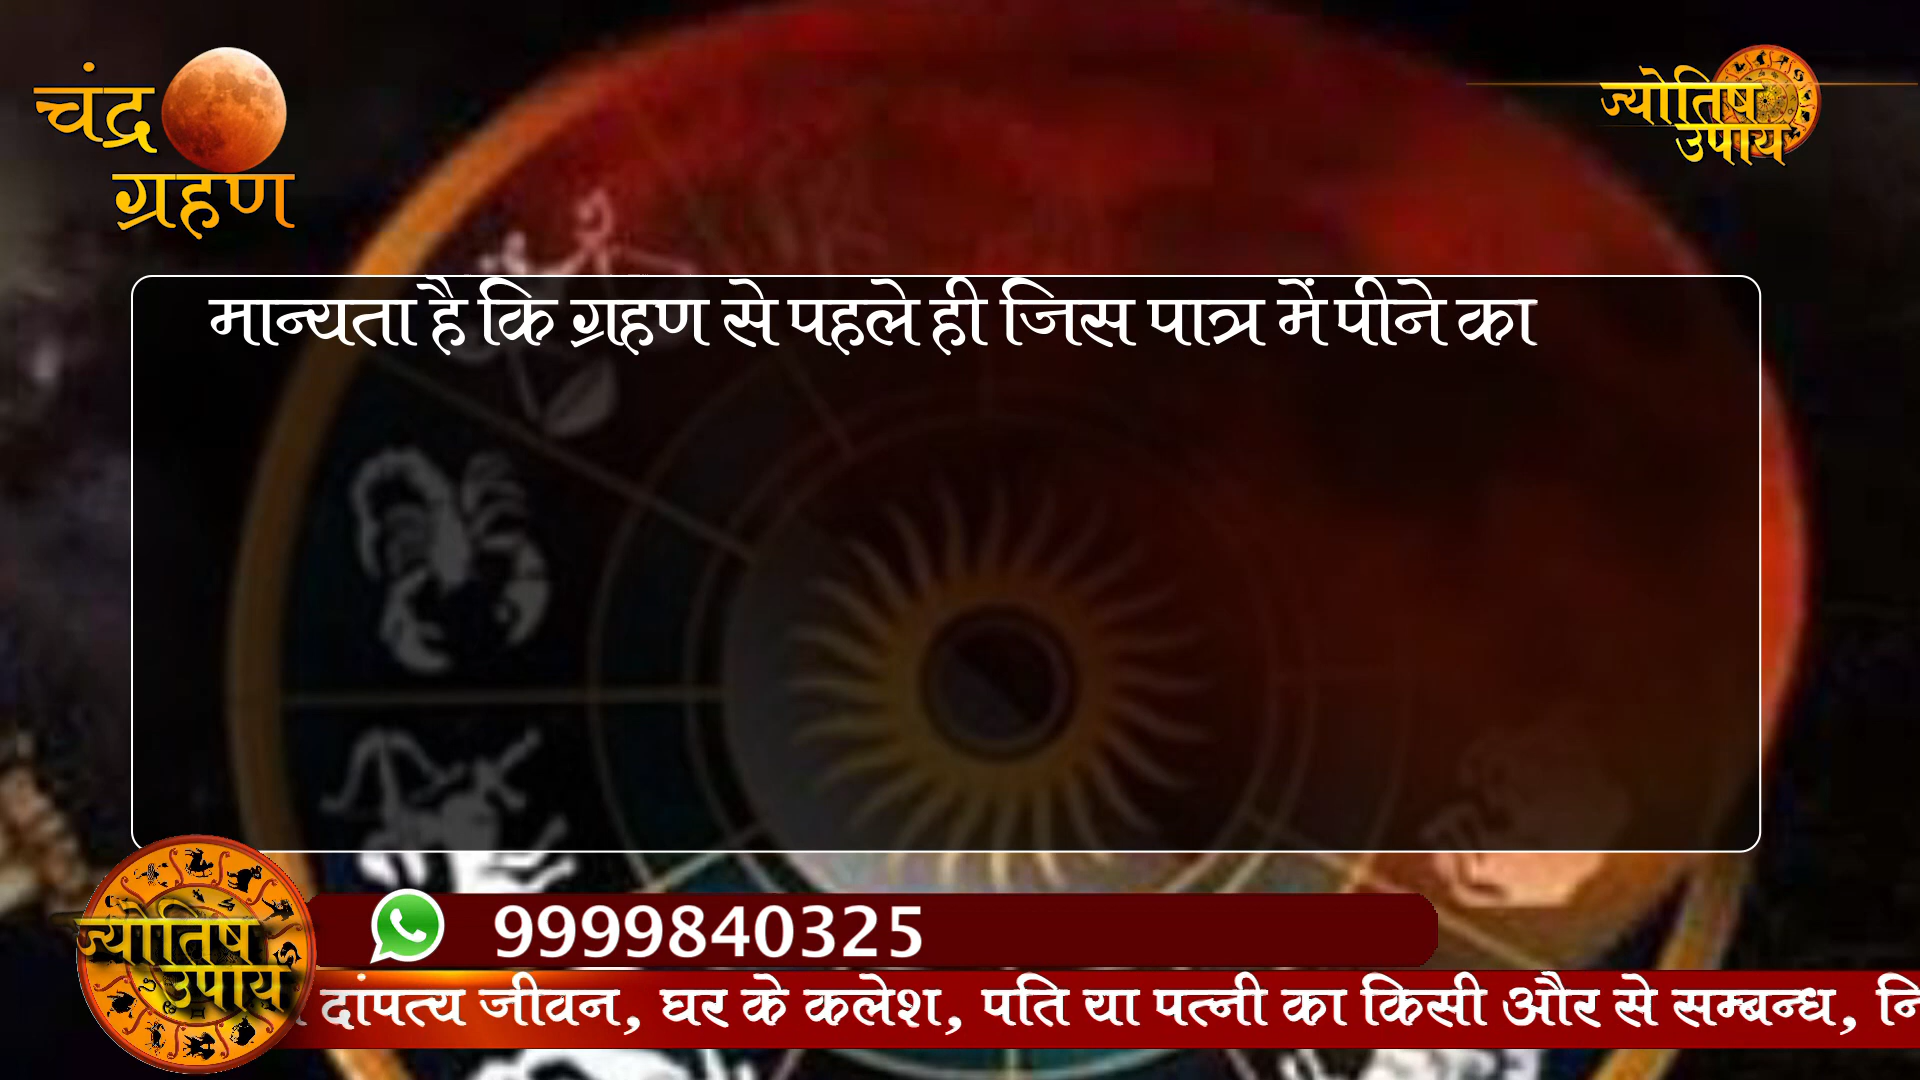 चंद्र
ग्रहण
ज्योतिष
उपाय
मान्यता है कि ग्रहण से पहले ही जिस पात्र में पीने का
9999840325
ज्योतिष
उपाय
दांपत्य जीवन, घर के कलेश, पति या पत्नी का किसी और से सम्बन्ध,